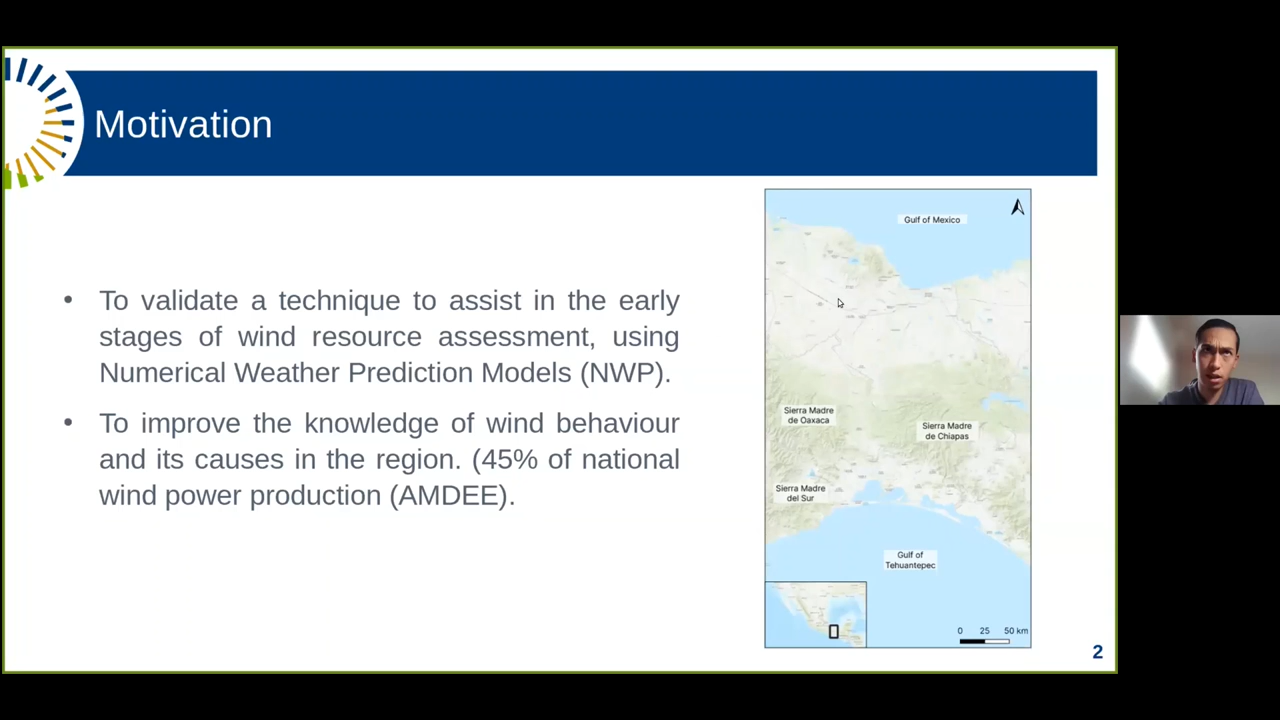 Motivation
• To validate a technique to assist in the early
stages of wind resource assessment, using
Numerical Weather Prediction Models (NWP).
• To improve the knowledge of wind behaviour
and its causes in the region. (45% of national
wind power production (AMDEE).
Gulf of Mexico
Sierra Madre
de Oaxaca
Sierra Madre
de Chiapas
Sierra Madre
del Sur
Gulf of
Tehuantepec
0 25 50 km
2